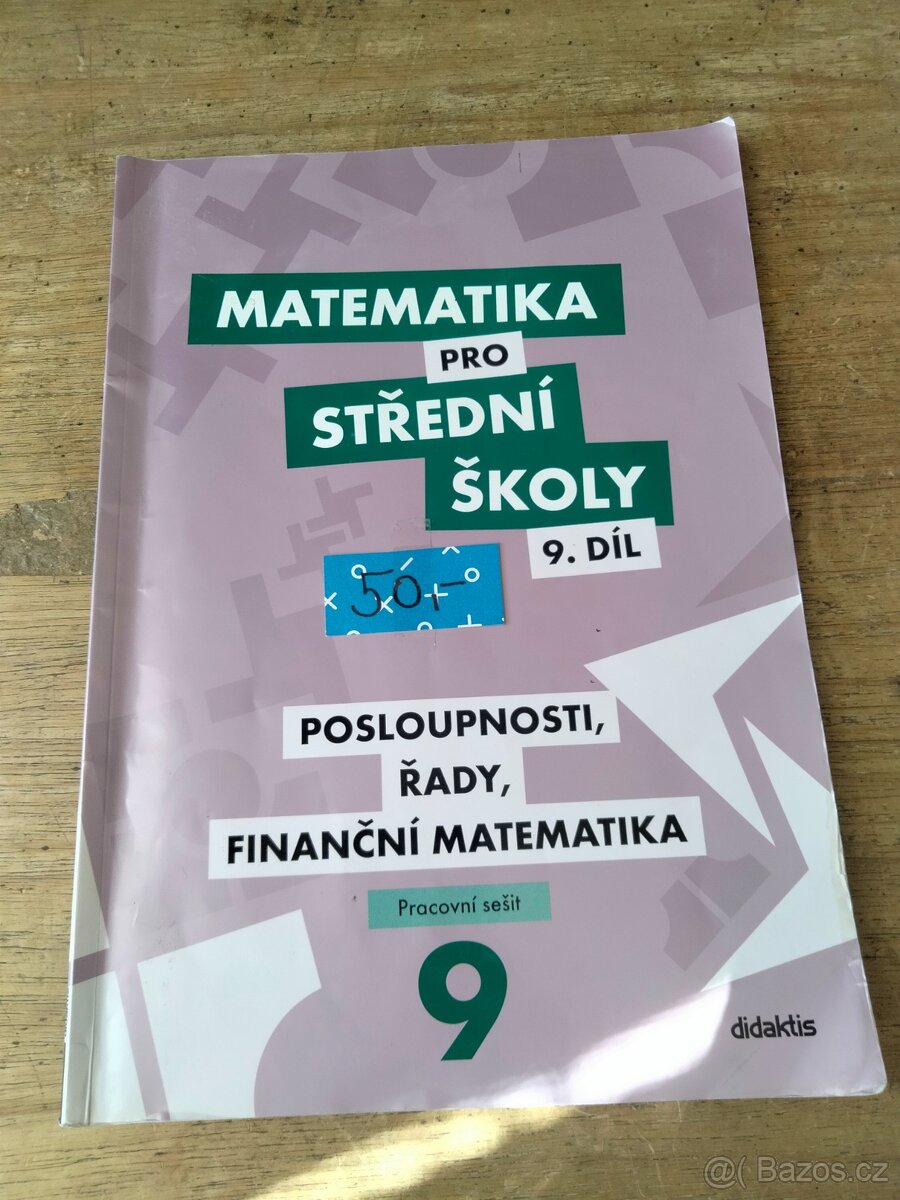 MATEMATIKA
PRO
STŘEDNÍ
ŠKOLY
9. DÍL
50,-
POSLOUPNOSTI,
ŘADY,
FINANČNÍ MATEMATIKA
Pracovní sešit
9
didaktis
@( Bazos.cz